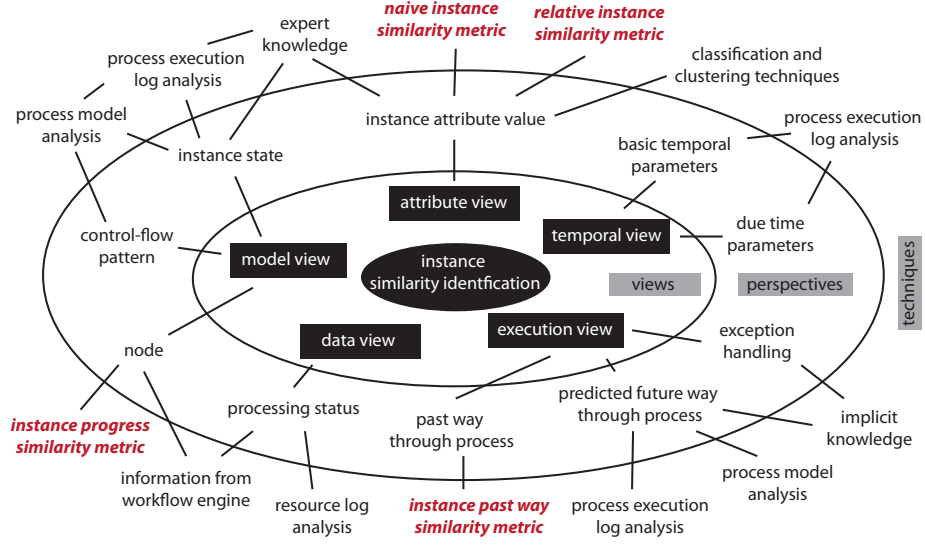 naive instance
similarity metric
relative instance
similarity metric
expert
knowledge
process execution
log analysis
classification and
clustering techniques
process model
analysis
instance attribute value
process execution
log analysis
instance state
basic temporal
parameters
attribute view
control-flow
pattern
model view
temporal view
due time
parameters
instance
similarity identfication
views
perspectives
techniques
data view
execution view
exception
handling
node
processing status
past way
through process
predicted future way
through process
implicit
knowledge
instance progress
similarity metric
information from
workflow engine
resource log
analysis
instance past way
similarity metric
process execution
log analysis
process model
analysis